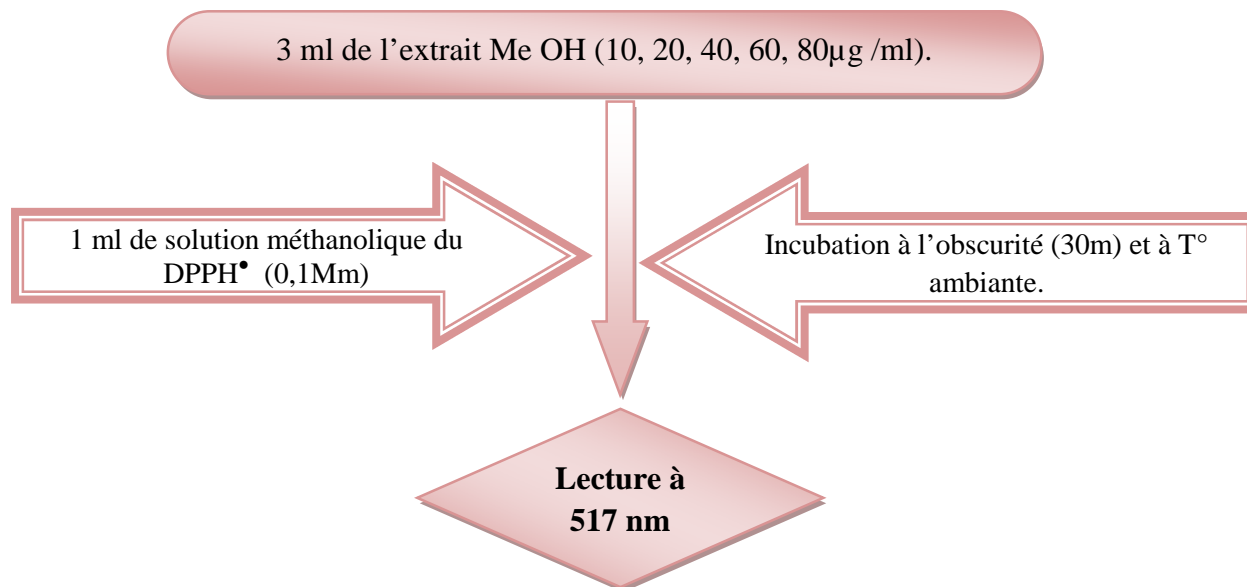 3 ml de l’extrait Me OH (10, 20, 40, 60, 80µg /ml).
1 ml de solution méthanolique du
DPPH• (0,1Mm)
Incubation à l’obscurité (30m) et à T°
ambiante.
Lecture à
517 nm